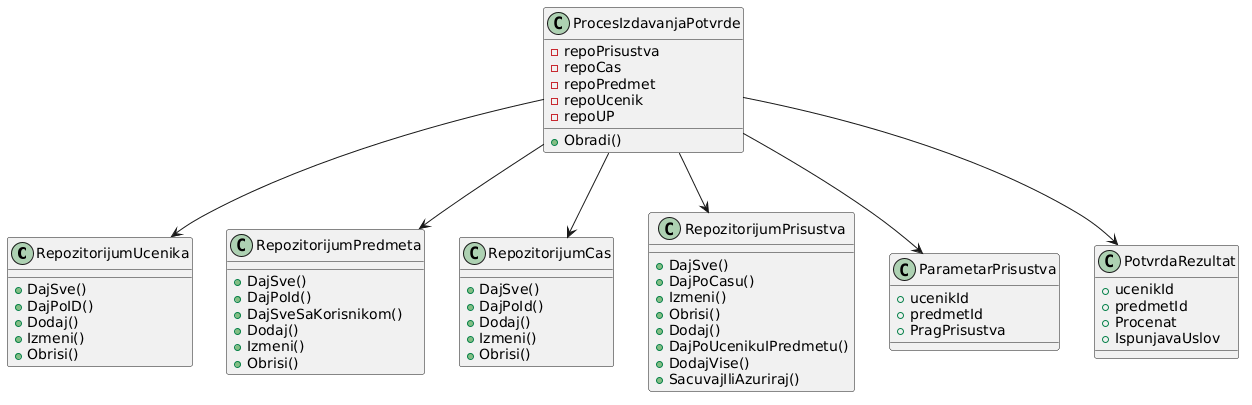 C ProcesIzdavanjaPotvrde
repoPrisustva
repoCas
repoPredmet
repoUcenik
repoUP
Obradi()
C RepozitorijumUcenika
DajSve()
DajPoID()
Dodaj()
Izmeni()
Obrisi()
C RepozitorijumPredmeta
DajSve()
DajPoId()
DajSveSaKorisnikom()
Dodaj()
Izmeni()
Obrisi()
C RepozitorijumCas
DajSve()
DajPoId()
Dodaj()
Izmeni()
Obrisi()
C RepozitorijumPrisustva
DajSve()
DajPoCasu()
Izmeni()
Obrisi()
Dodaj()
DajPoUcenikuIPredmetu()
DodajVise()
SacuvajIliAzuriraj()
C ParametarPrisustva
ucenikId
predmetId
PragPrisustva
C PotvrdaRezultat
ucenikId
predmetId
Procenat
IspunjavaUslov